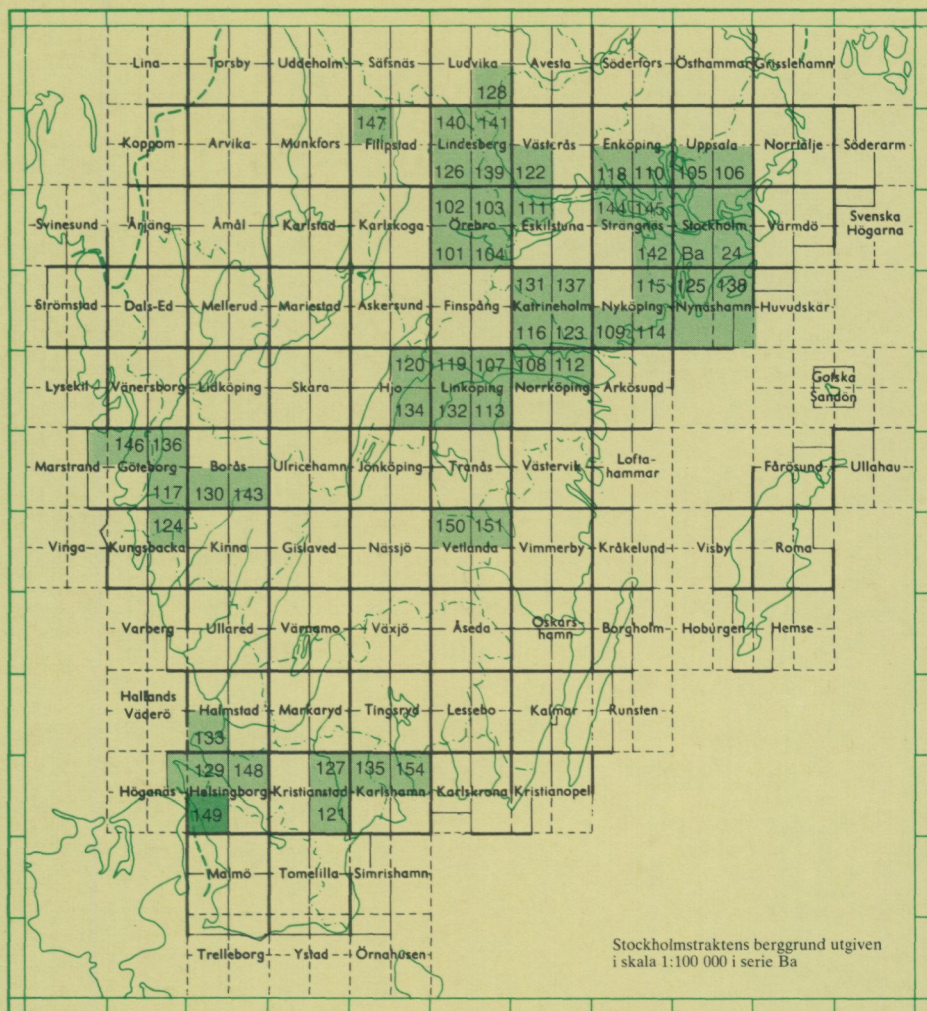 Lina Torsby Uddeholm Säfsnäs Ludvika Avesta Söderfors Östhammar Grisslehamn
128
147 140 141
Koppom Arvika Munkfors Filipstad Lindesberg Västerås Enköping Uppsala Norrtälje Söderarm
126 139 122 118 110 105 106
102 103 111 144 145
Svinesund Årjäng Åmål Karlstad Karlskoga Örebro Eskilstuna Strängnäs Stockholm Värmdö Svenska
Högarna
101 104 142 Ba 24
131 137 115 125 138
Strömstad Dals-Ed Mellerud Mariestad Askersund Finspång Katrineholm Nyköping Nynäshamn Huvudskär
116 123 109 114
120 119 107 108 112
Lysekil Vänersborg Lidköping Skara Hjo Linköping Norrköping Arkösund Gotska
Sandön
134 132 113
146 136
Marstrand Göteborg Borås Ulricehamn Jönköping Tranås Västervik Lofta-
hammar Fårösund Ullahau
117 130 143
124 150 151
Vinga Kungsbacka Kinna Gislaved Nässjö Vetlanda Vimmerby Kråkelund Visby Roma
Varberg Ullared Värnamo Växjö Åseda Oskars-
hamn Borgholm Hoburgen Hemse
Hallands
Väderö Halmstad Markaryd Tingsryd Lessebo Kalmar Runsten
133
129 148 127 135 154
Höganäs Helsingborg Kristianstad Karlshamn Karlskrona Kristianopel
149 121
Malmö Tomelilla Simrishamn
Trelleborg Ystad Örnahusen
Stockholmstraktens berggrund utgiven
i skala 1:100 000 i serie Ba